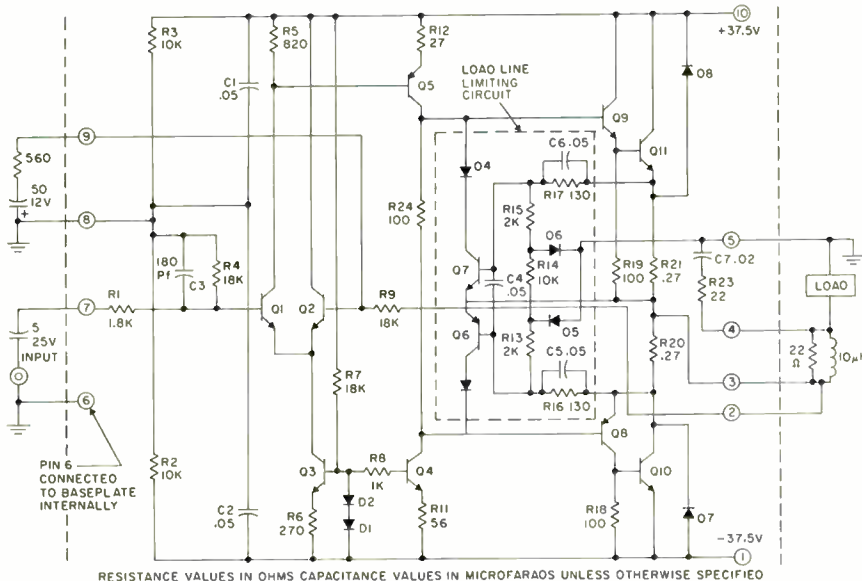 R3
10K
R5
820
R12
27
10
+37.5V
C1
.05
Q5
LOAO LINE
LIMITING
CIRCUIT
O8
Q9
9
560
50
12V
+
8
Q11
C6.05
O4
R17 130
R24
100
R15
2K
O6
5
180
Pf
C3
R4
18K
Q7
C4
.05
R14
10K
R19
100
R21
.27
C7.02
R23
22
LOAO
7
R1
1.8K
Q1
Q2
R9
18K
Q6
O5
4
5
25V
INPUT
R13
2K
R20
.27
22
Ω
10μH
C5.05
3
R7
18K
R16 130
2
6
Q8
PIN 6
CONNECTED
TO BASEPLATE
INTERNALLY
R2
10K
R8
1K
Q3
Q4
Q10
C2
.05
R6
270
D2
D1
R11
56
R18
100
O7
-37.5V
1
RESISTANCE VALUES IN OHMS CAPACITANCE VALUES IN MICROFARAOS UNLESS OTHERWISE SPECIFIED